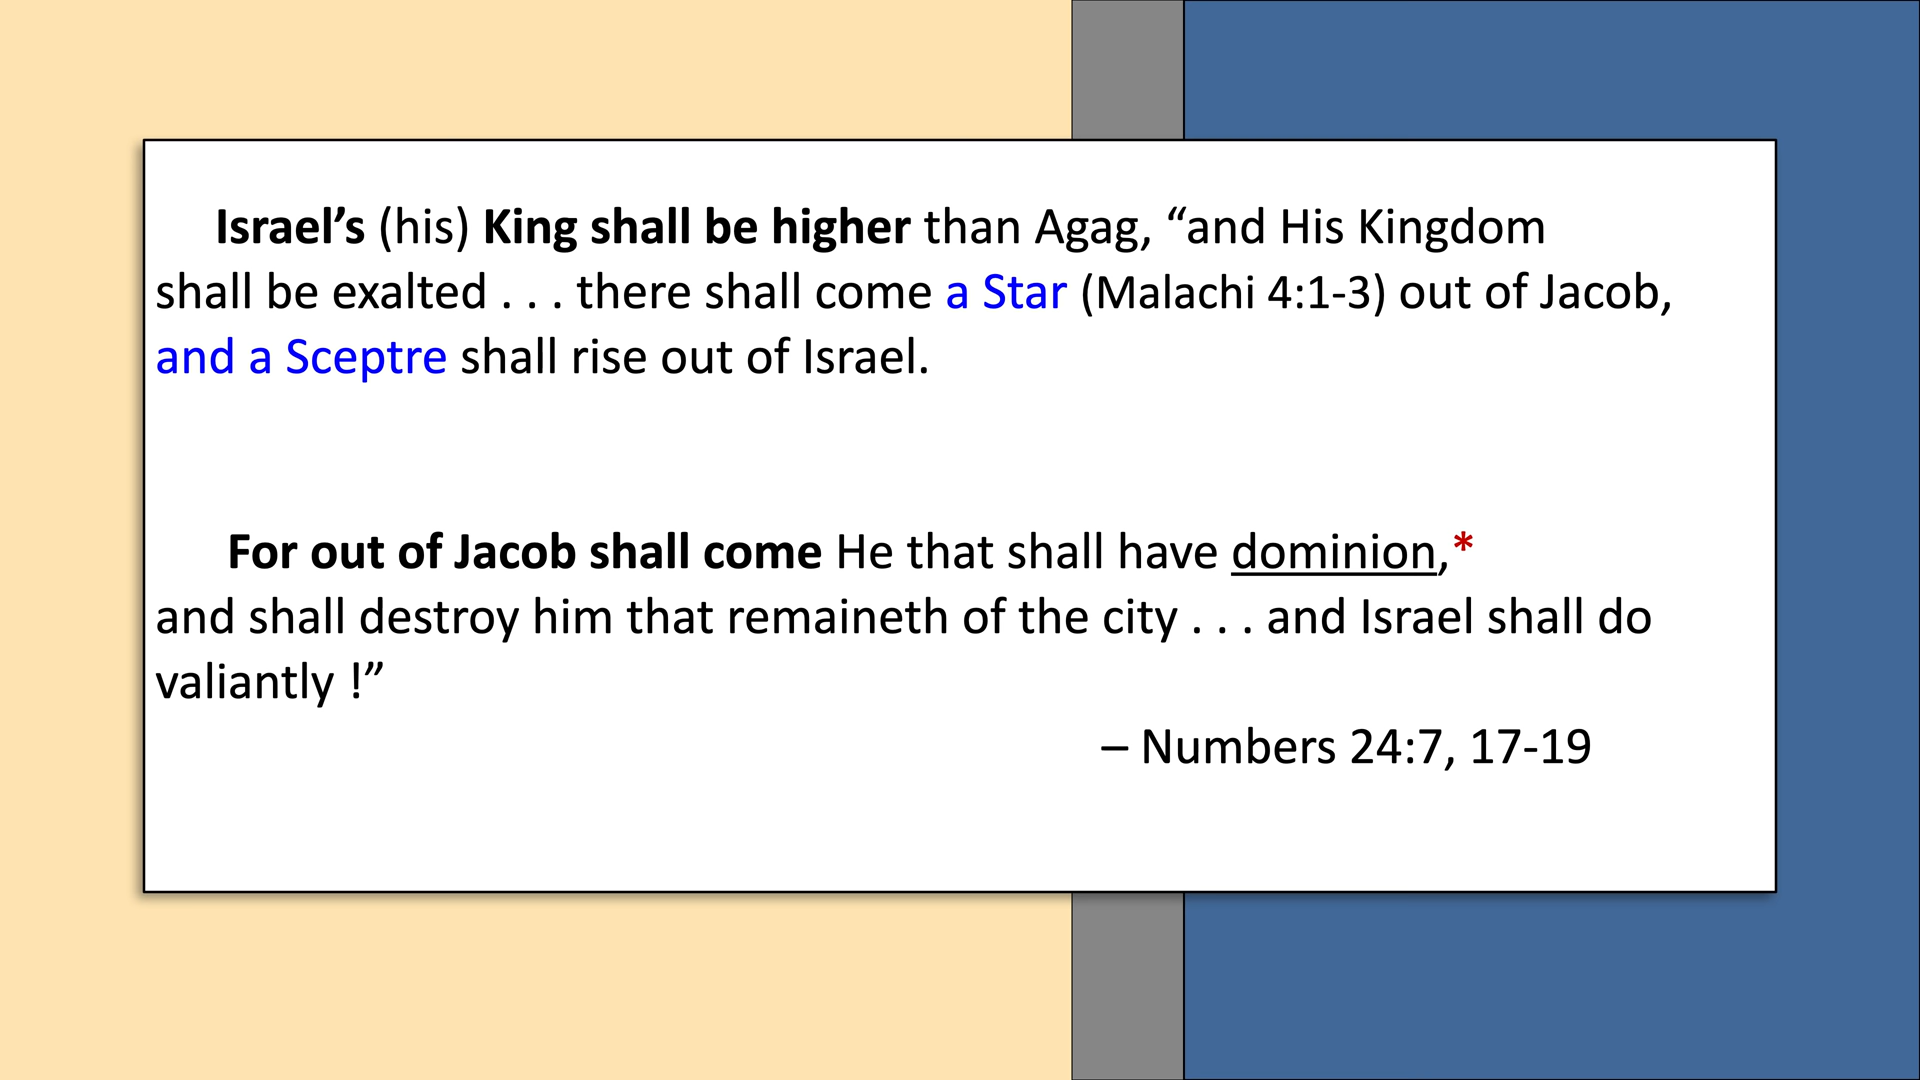 Israel’s (his) King shall be higher than Agag, “and His Kingdom
shall be exalted . . . there shall come a Star (Malachi 4:1-3) out of Jacob,
and a Sceptre shall rise out of Israel.
For out of Jacob shall come He that shall have dominion,*
and shall destroy him that remaineth of the city . . . and Israel shall do
valiantly !”
– Numbers 24:7, 17-19